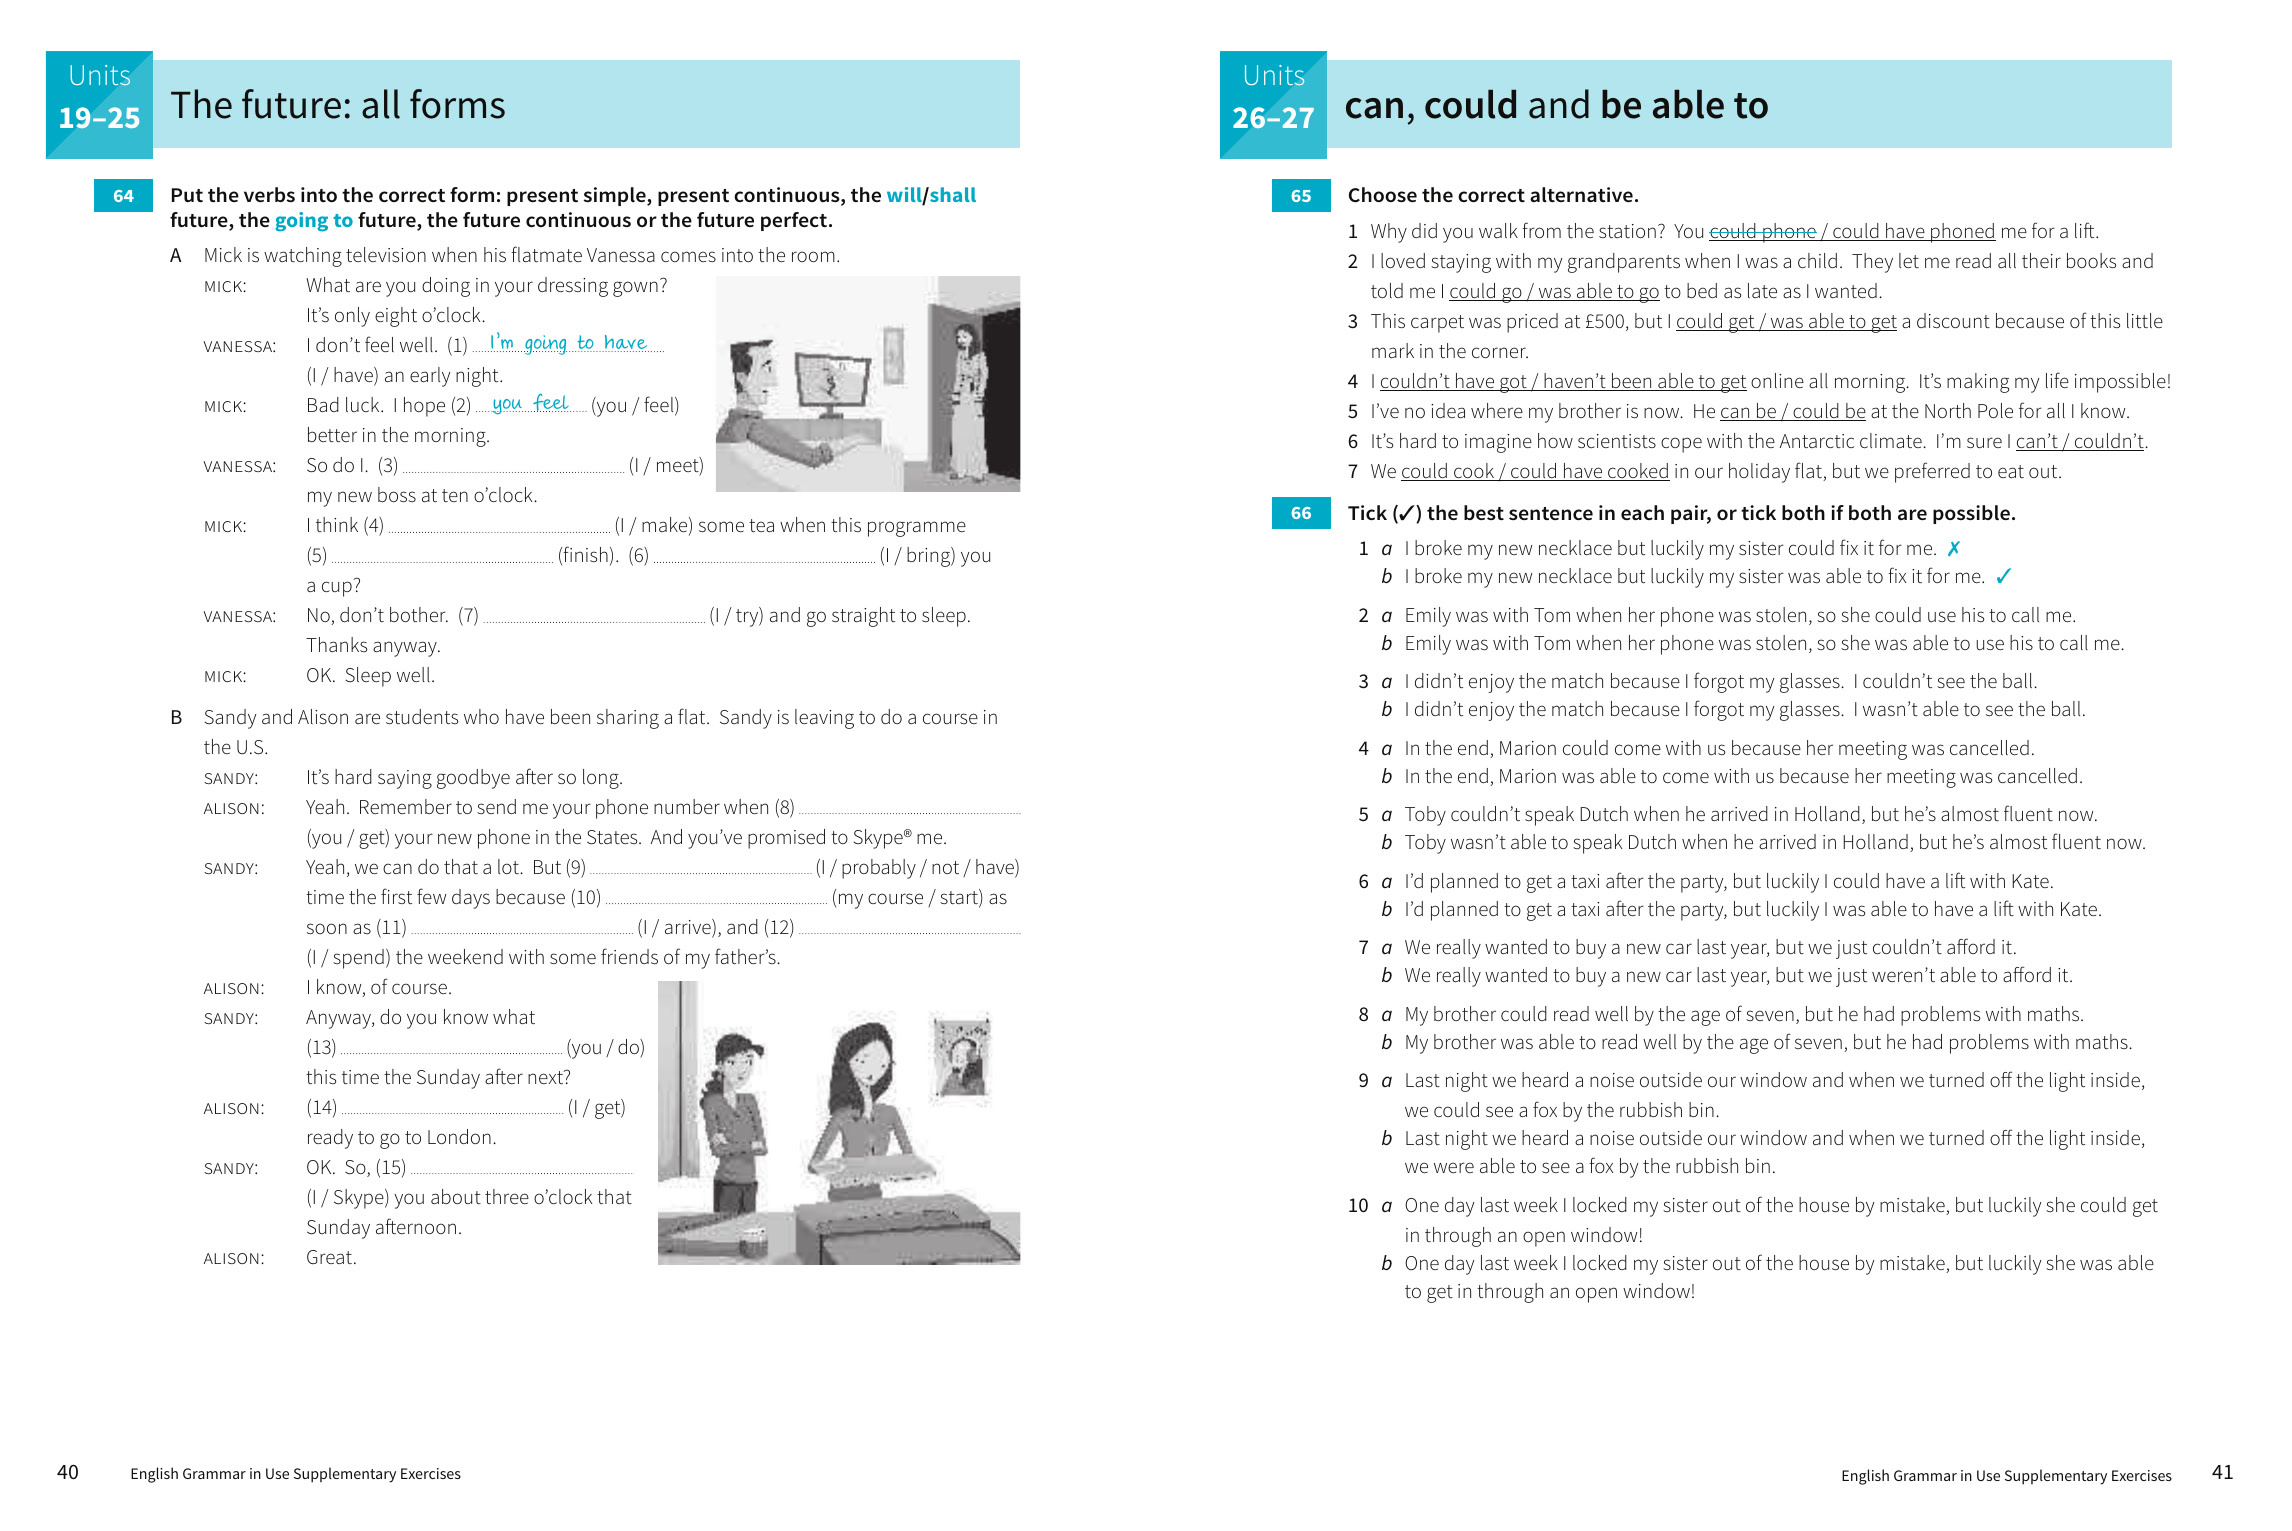 Units
19–25
The future: all forms
64
Put the verbs into the correct form: present simple, present continuous, the will/shall
future, the going to future, the future continuous or the future perfect.
A Mick is watching television when his flatmate Vanessa comes into the room.
MICK: What are you doing in your dressing gown?
It's only eight o'clock.
VANESSA: I don't feel well. (1) I'm going to have
(I / have) an early night.
MICK: Bad luck. I hope (2) you feel (you / feel)
better in the morning.
VANESSA: So do I. (3) (I / meet)
my new boss at ten o'clock.
MICK: I think (4) (I / make) some tea when this programme
(5) (finish). (6) (I / bring) you
a cup?
VANESSA: No, don't bother. (7) (I / try) and go straight to sleep.
Thanks anyway.
MICK: OK. Sleep well.
B Sandy and Alison are students who have been sharing a flat. Sandy is leaving to do a course in
the U.S.
SANDY: It's hard saying goodbye after so long.
ALISON: Yeah. Remember to send me your phone number when (8)
(you / get) your new phone in the States. And you've promised to Skype® me.
SANDY: Yeah, we can do that a lot. But (9) (I / probably / not / have)
time the first few days because (10) (my course / start) as
soon as (11) (I / arrive), and (12)
(I / spend) the weekend with some friends of my father's.
ALISON: I know, of course.
SANDY: Anyway, do you know what
(13) (you / do)
this time the Sunday after next?
ALISON: (14) (I / get)
ready to go to London.
SANDY: OK. So, (15)
(I / Skype) you about three o'clock that
Sunday afternoon.
ALISON: Great.
40 English Grammar in Use Supplementary Exercises
Units
26–27
can, could and be able to
65
Choose the correct alternative.
1 Why did you walk from the station? You could phone / could have phoned me for a lift.
2 I loved staying with my grandparents when I was a child. They let me read all their books and
told me I could go / was able to go to bed as late as I wanted.
3 This carpet was priced at £500, but I could get / was able to get a discount because of this little
mark in the corner.
4 I couldn't have got / haven't been able to get online all morning. It's making my life impossible!
5 I've no idea where my brother is now. He can be / could be at the North Pole for all I know.
6 It's hard to imagine how scientists cope with the Antarctic climate. I'm sure I can't / couldn't.
7 We could cook / could have cooked in our holiday flat, but we preferred to eat out.
66
Tick (✓) the best sentence in each pair, or tick both if both are possible.
1 a I broke my new necklace but luckily my sister could fix it for me. ✗
b I broke my new necklace but luckily my sister was able to fix it for me. ✓
2 a Emily was with Tom when her phone was stolen, so she could use his to call me.
b Emily was with Tom when her phone was stolen, so she was able to use his to call me.
3 a I didn't enjoy the match because I forgot my glasses. I couldn't see the ball.
b I didn't enjoy the match because I forgot my glasses. I wasn't able to see the ball.
4 a In the end, Marion could come with us because her meeting was cancelled.
b In the end, Marion was able to come with us because her meeting was cancelled.
5 a Toby couldn't speak Dutch when he arrived in Holland, but he's almost fluent now.
b Toby wasn't able to speak Dutch when he arrived in Holland, but he's almost fluent now.
6 a I'd planned to get a taxi after the party, but luckily I could have a lift with Kate.
b I'd planned to get a taxi after the party, but luckily I was able to have a lift with Kate.
7 a We really wanted to buy a new car last year, but we just couldn't afford it.
b We really wanted to buy a new car last year, but we just weren't able to afford it.
8 a My brother could read well by the age of seven, but he had problems with maths.
b My brother was able to read well by the age of seven, but he had problems with maths.
9 a Last night we heard a noise outside our window and when we turned off the light inside,
we could see a fox by the rubbish bin.
b Last night we heard a noise outside our window and when we turned off the light inside,
we were able to see a fox by the rubbish bin.
10 a One day last week I locked my sister out of the house by mistake, but luckily she could get
in through an open window!
b One day last week I locked my sister out of the house by mistake, but luckily she was able
to get in through an open window!
English Grammar in Use Supplementary Exercises 41